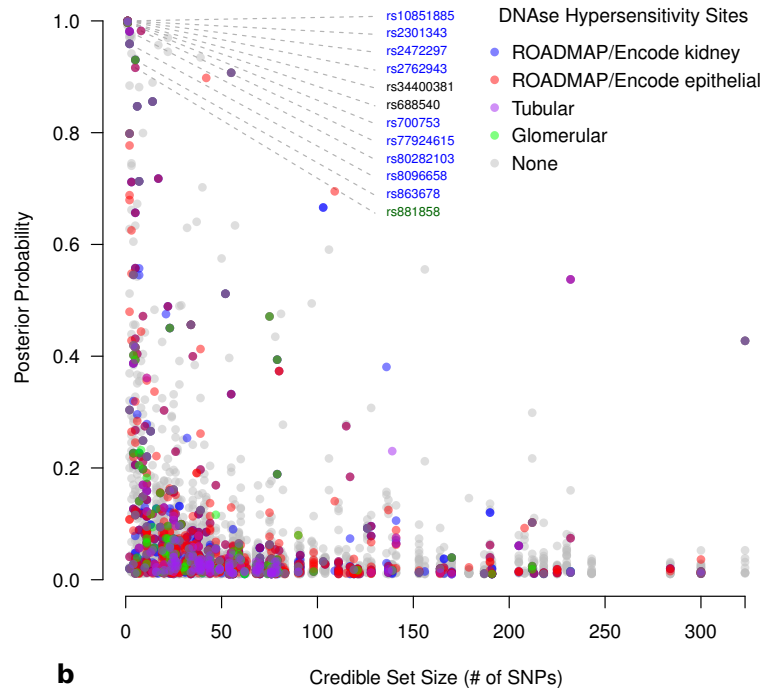 rs10851885
rs2301343
rs2472297
rs2762943
rs34400381
rs688540
rs700753
rs77924615
rs80282103
rs8096658
rs863678
rs881858
DNAse Hypersensitivity Sites
ROADMAP/Encode kidney
ROADMAP/Encode epithelial
Tubular
Glomerular
None
Posterior Probability
1.0
0.8
0.6
0.4
0.2
0.0
0 50 100 150 200 250 300
Credible Set Size (# of SNPs)
b